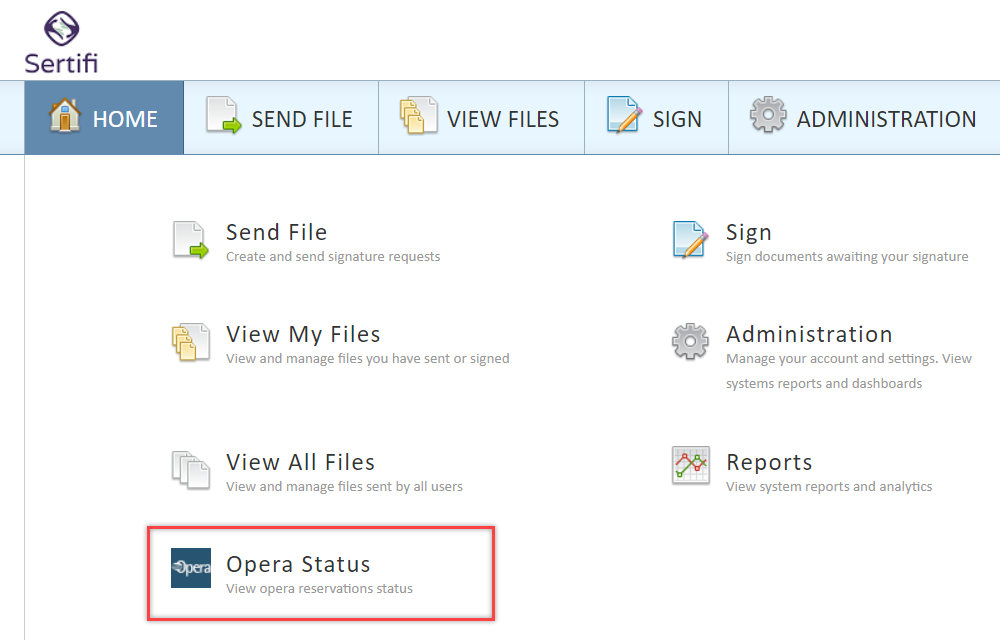 Sertifi
HOME
SEND FILE
VIEW FILES
SIGN
ADMINISTRATION
Send File
Create and send signature requests
Sign
Sign documents awaiting your signature
View My Files
View and manage files you have sent or signed
Administration
Manage your account and settings. View
systems reports and dashboards
View All Files
View and manage files sent by all users
Reports
View system reports and analytics
Opera
Opera Status
View opera reservations status